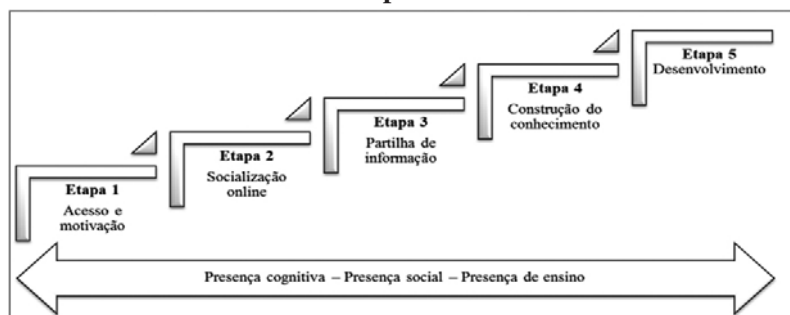 Etapa 1
Acesso e
motivação
Etapa 2
Socialização
online
Etapa 3
Partilha de
informação
Etapa 4
Construção do
conhecimento
Etapa 5
Desenvolvimento
Presença cognitiva – Presença social – Presença de ensino